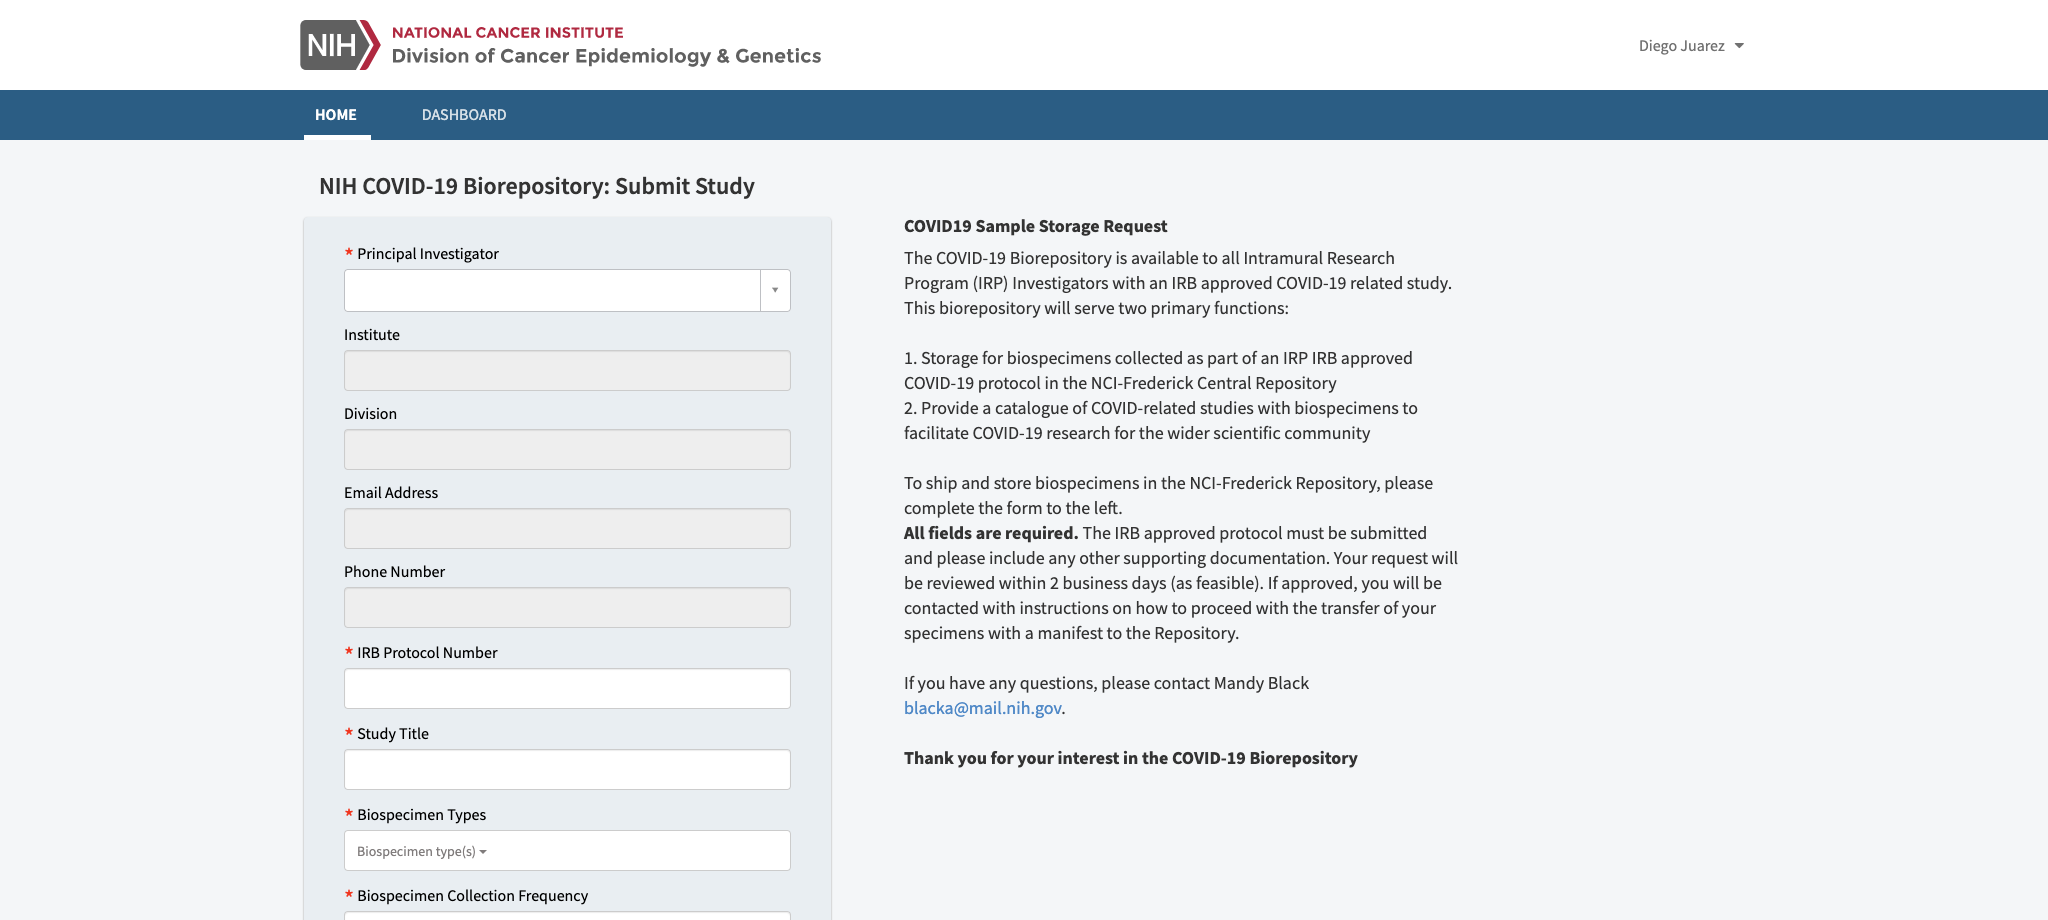 NIH NATIONAL CANCER INSTITUTE
Division of Cancer Epidemiology & Genetics
Diego Juarez
HOME DASHBOARD
NIH COVID-19 Biorepository: Submit Study
* Principal Investigator
Institute
Division
Email Address
Phone Number
* IRB Protocol Number
* Study Title
* Biospecimen Types
Biospecimen type(s)
* Biospecimen Collection Frequency
COVID19 Sample Storage Request
The COVID-19 Biorepository is available to all Intramural Research
Program (IRP) Investigators with an IRB approved COVID-19 related study.
This biorepository will serve two primary functions:
1. Storage for biospecimens collected as part of an IRP IRB approved
COVID-19 protocol in the NCI-Frederick Central Repository
2. Provide a catalogue of COVID-related studies with biospecimens to
facilitate COVID-19 research for the wider scientific community
To ship and store biospecimens in the NCI-Frederick Repository, please
complete the form to the left.
All fields are required. The IRB approved protocol must be submitted
and please include any other supporting documentation. Your request will
be reviewed within 2 business days (as feasible). If approved, you will be
contacted with instructions on how to proceed with the transfer of your
specimens with a manifest to the Repository.
If you have any questions, please contact Mandy Black
blacka@mail.nih.gov.
Thank you for your interest in the COVID-19 Biorepository